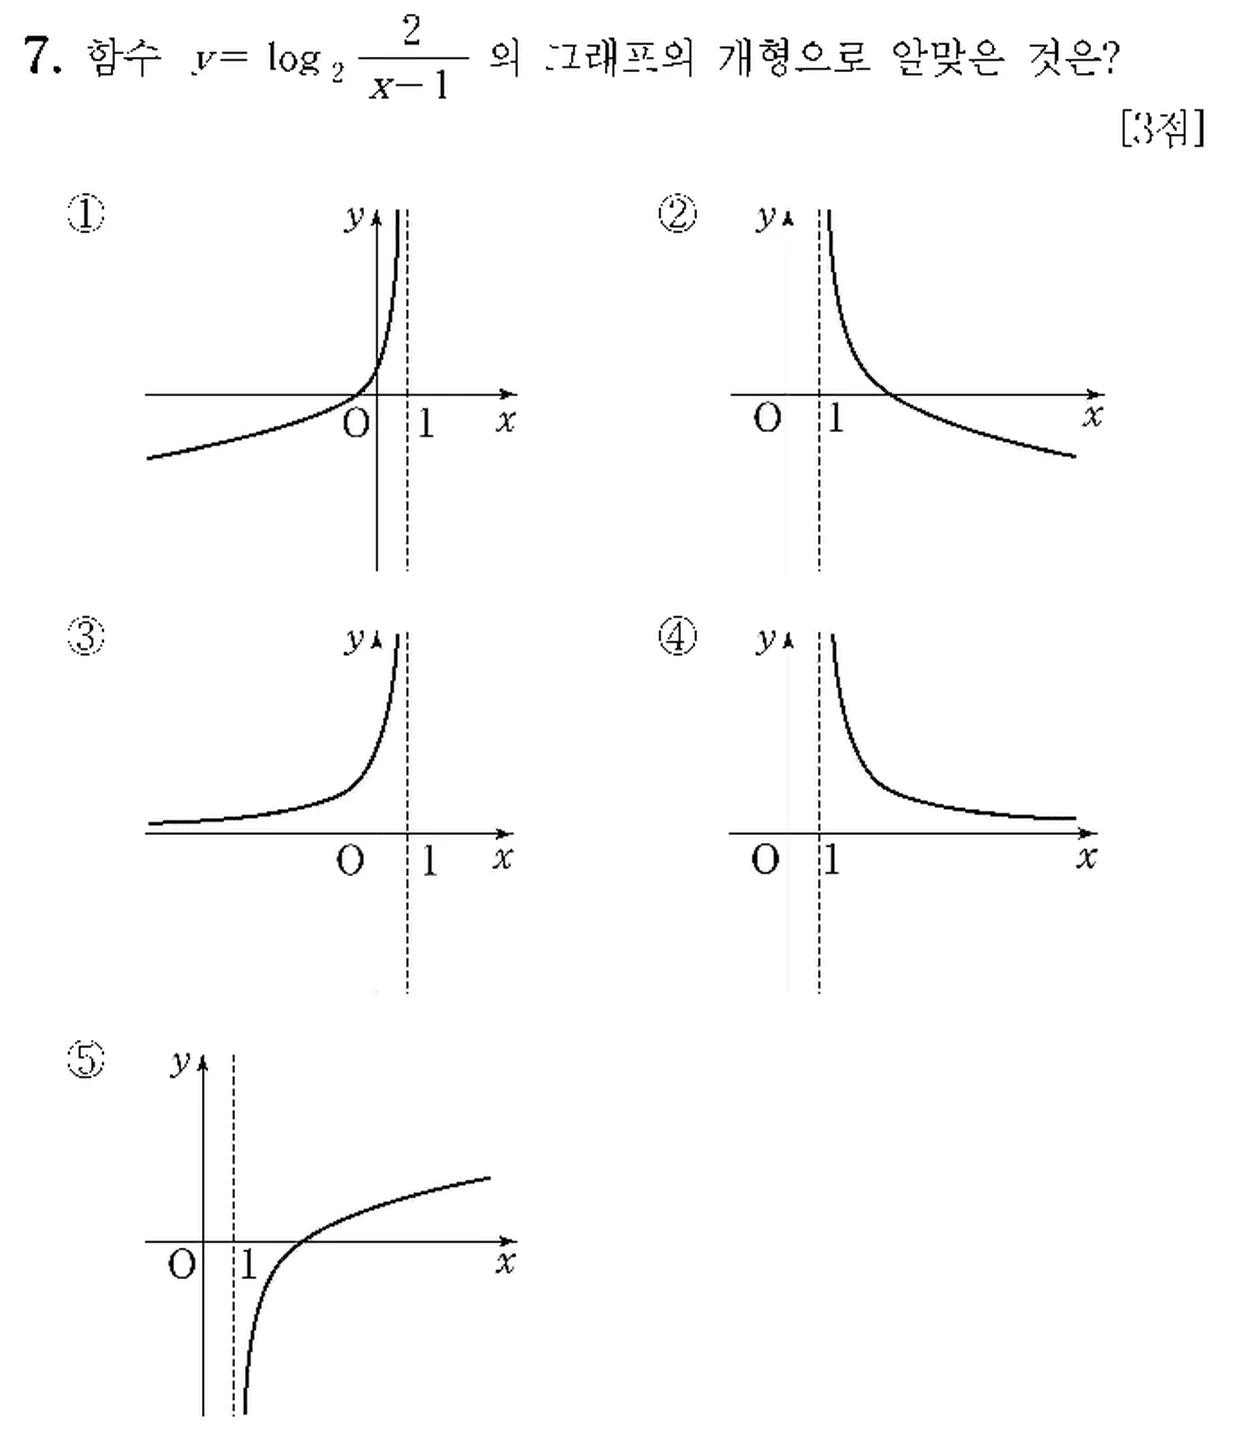 7. 함수 y= log₂ 2/(x−1) 의 그래프의 개형으로 알맞은 것은?
[3점]
① y O 1 x
② y O 1 x
③ y O 1 x
④ y O 1 x
⑤ y O 1 x